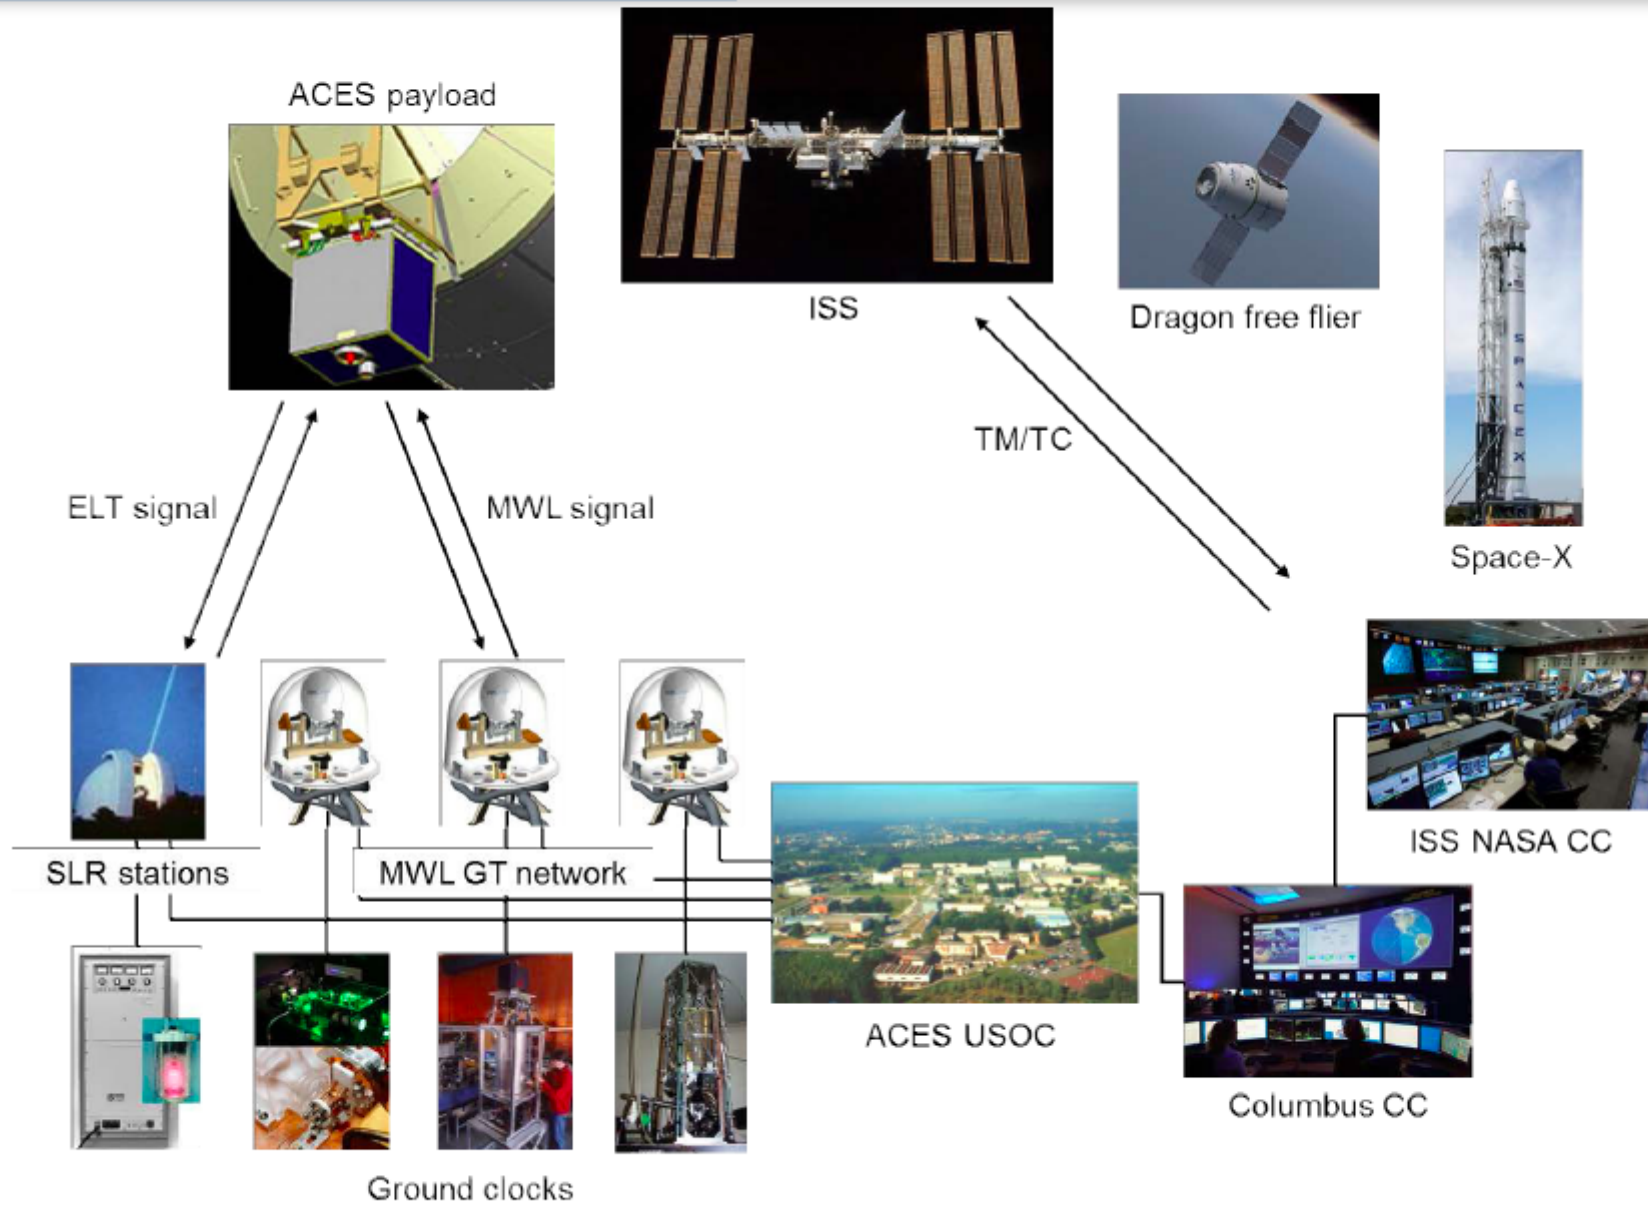 ACES payload
ISS
Dragon free flier
SPACEX
Space-X
TM/TC
ELT signal
MWL signal
SLR stations
MWL GT network
ISS NASA CC
ACES USOC
Columbus CC
Ground clocks